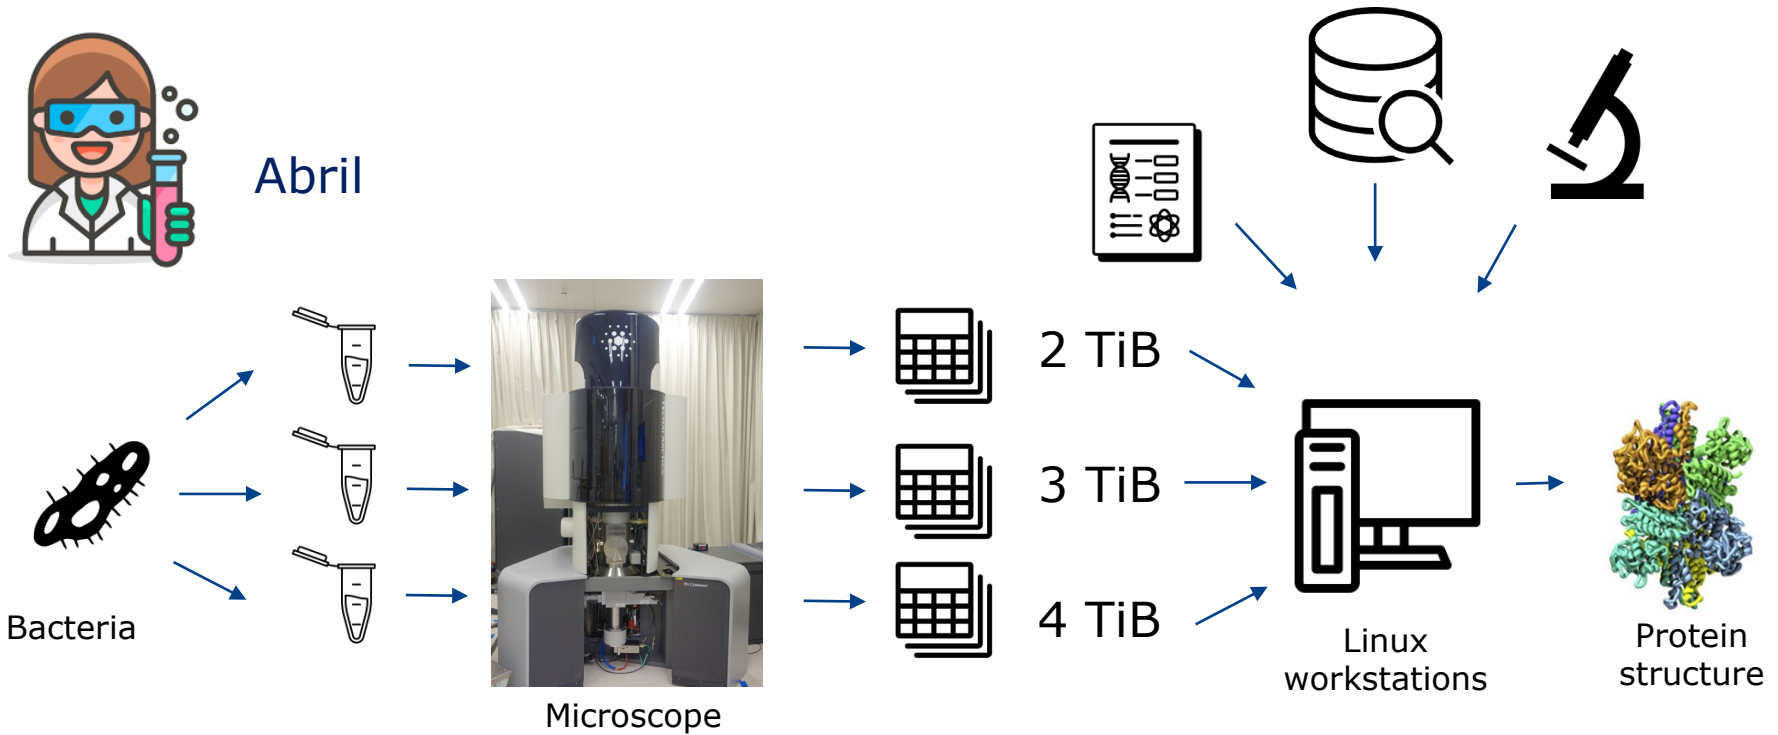 Abril
2 TiB
3 TiB
4 TiB
Bacteria
Microscope
Linux
workstations
Protein
structure